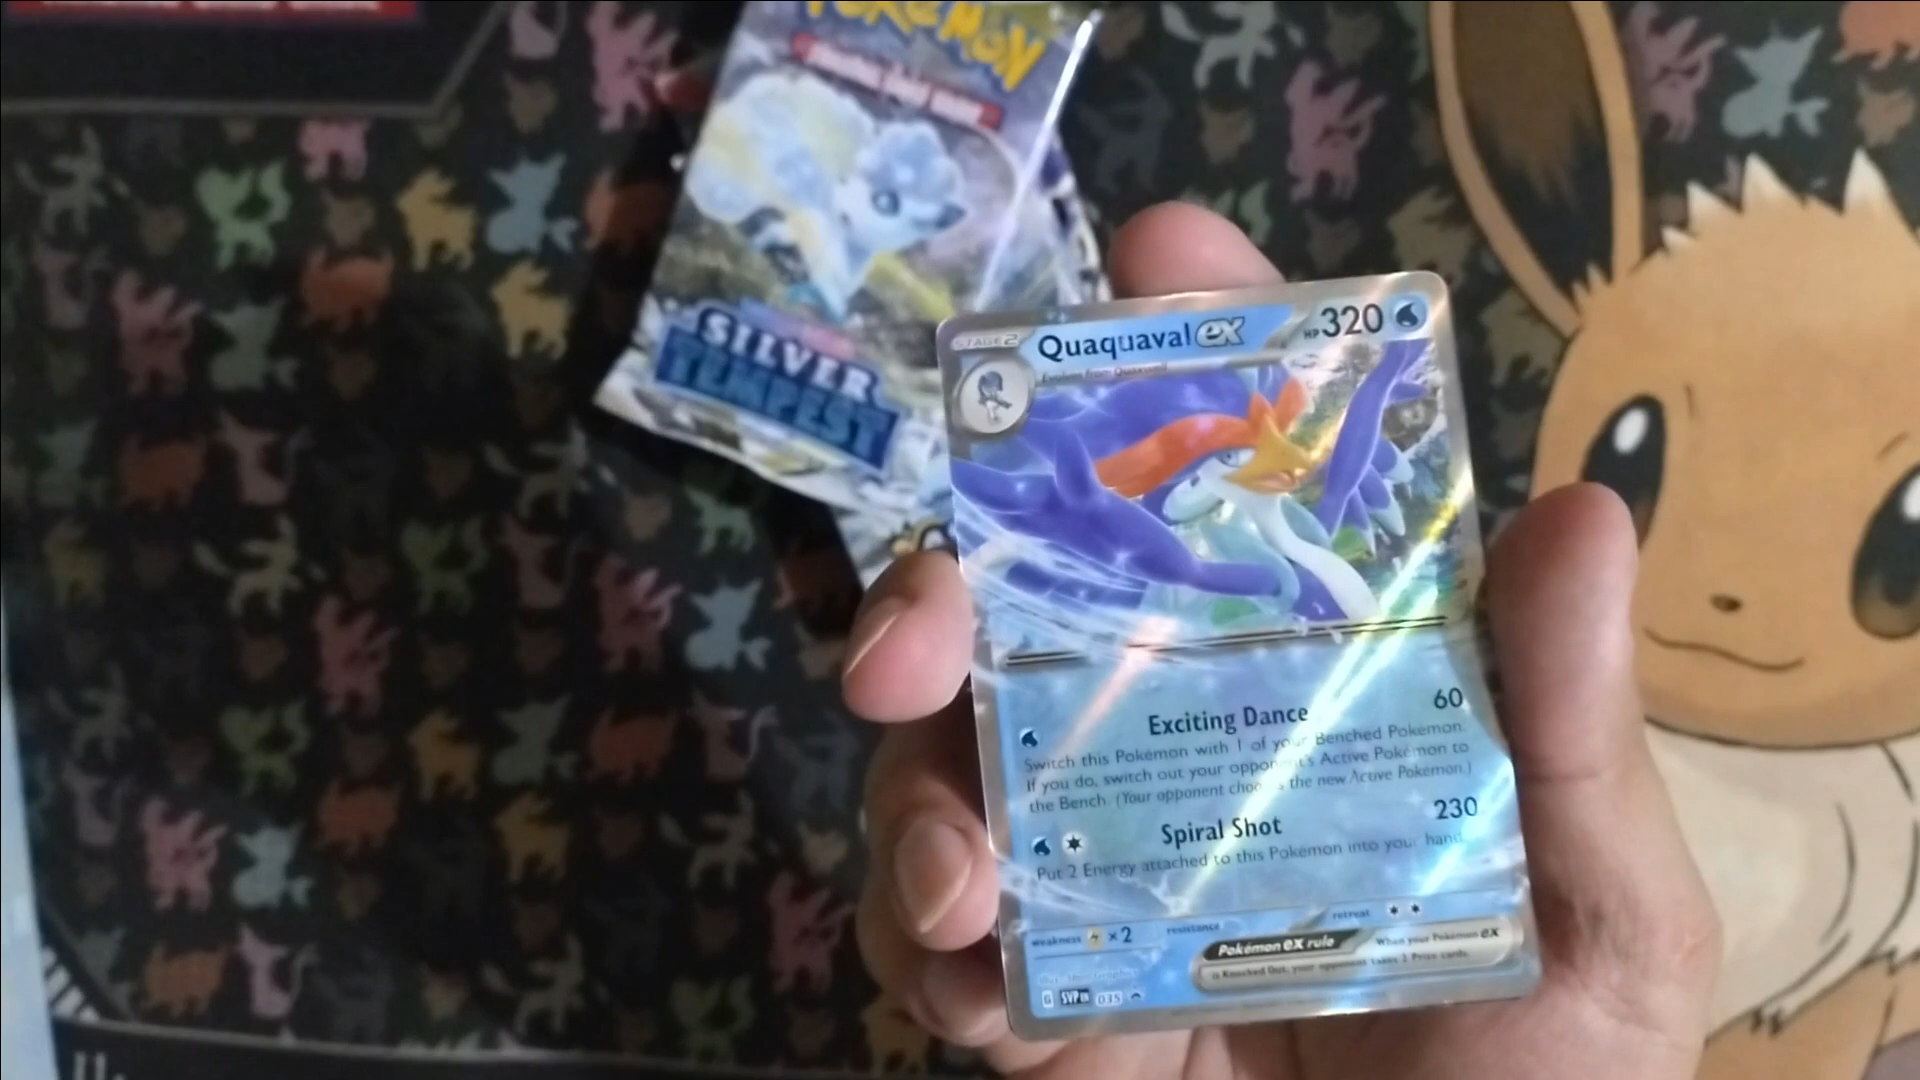 POKÉMON
SILVER
TEMPEST
STAGE 2
Quaquaval ex
HP 320
Evolves from Quaxwell
Exciting Dance 60
Switch this Pokémon with 1 of your Benched Pokémon.
If you do, switch out your opponent's Active Pokémon to
the Bench. (Your opponent the new Active Pokémon.)
Spiral Shot 230
Put 2 Energy attached to this Pokémon into your hand.
weakness ×2 resistance retreat
Pokémon ex rule
When your Pokémon ex
is Knocked Out, your opponent takes 2 Prize cards.
G SVP EN 035